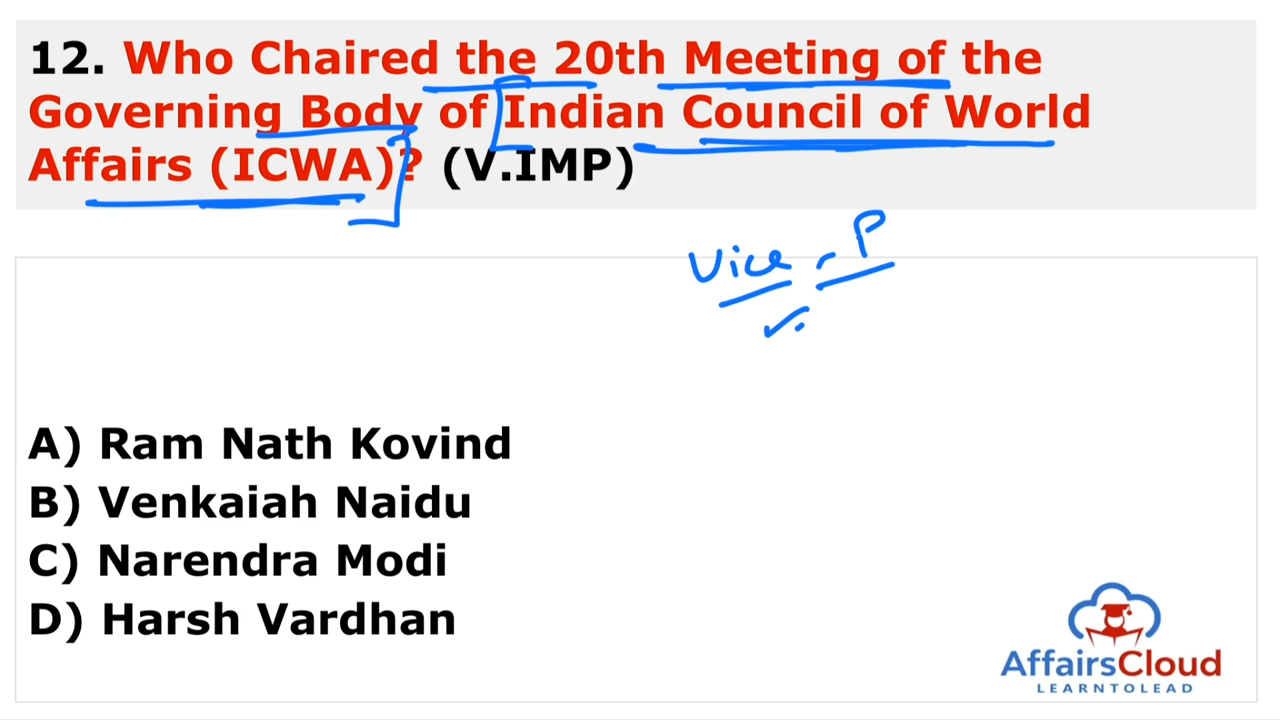 12. Who Chaired the 20th Meeting of the
Governing Body of Indian Council of World
Affairs (ICWA)? (V.IMP)
Vice - P
A) Ram Nath Kovind
B) Venkaiah Naidu
C) Narendra Modi
D) Harsh Vardhan
AffairsCloud
LEARNTOLEAD